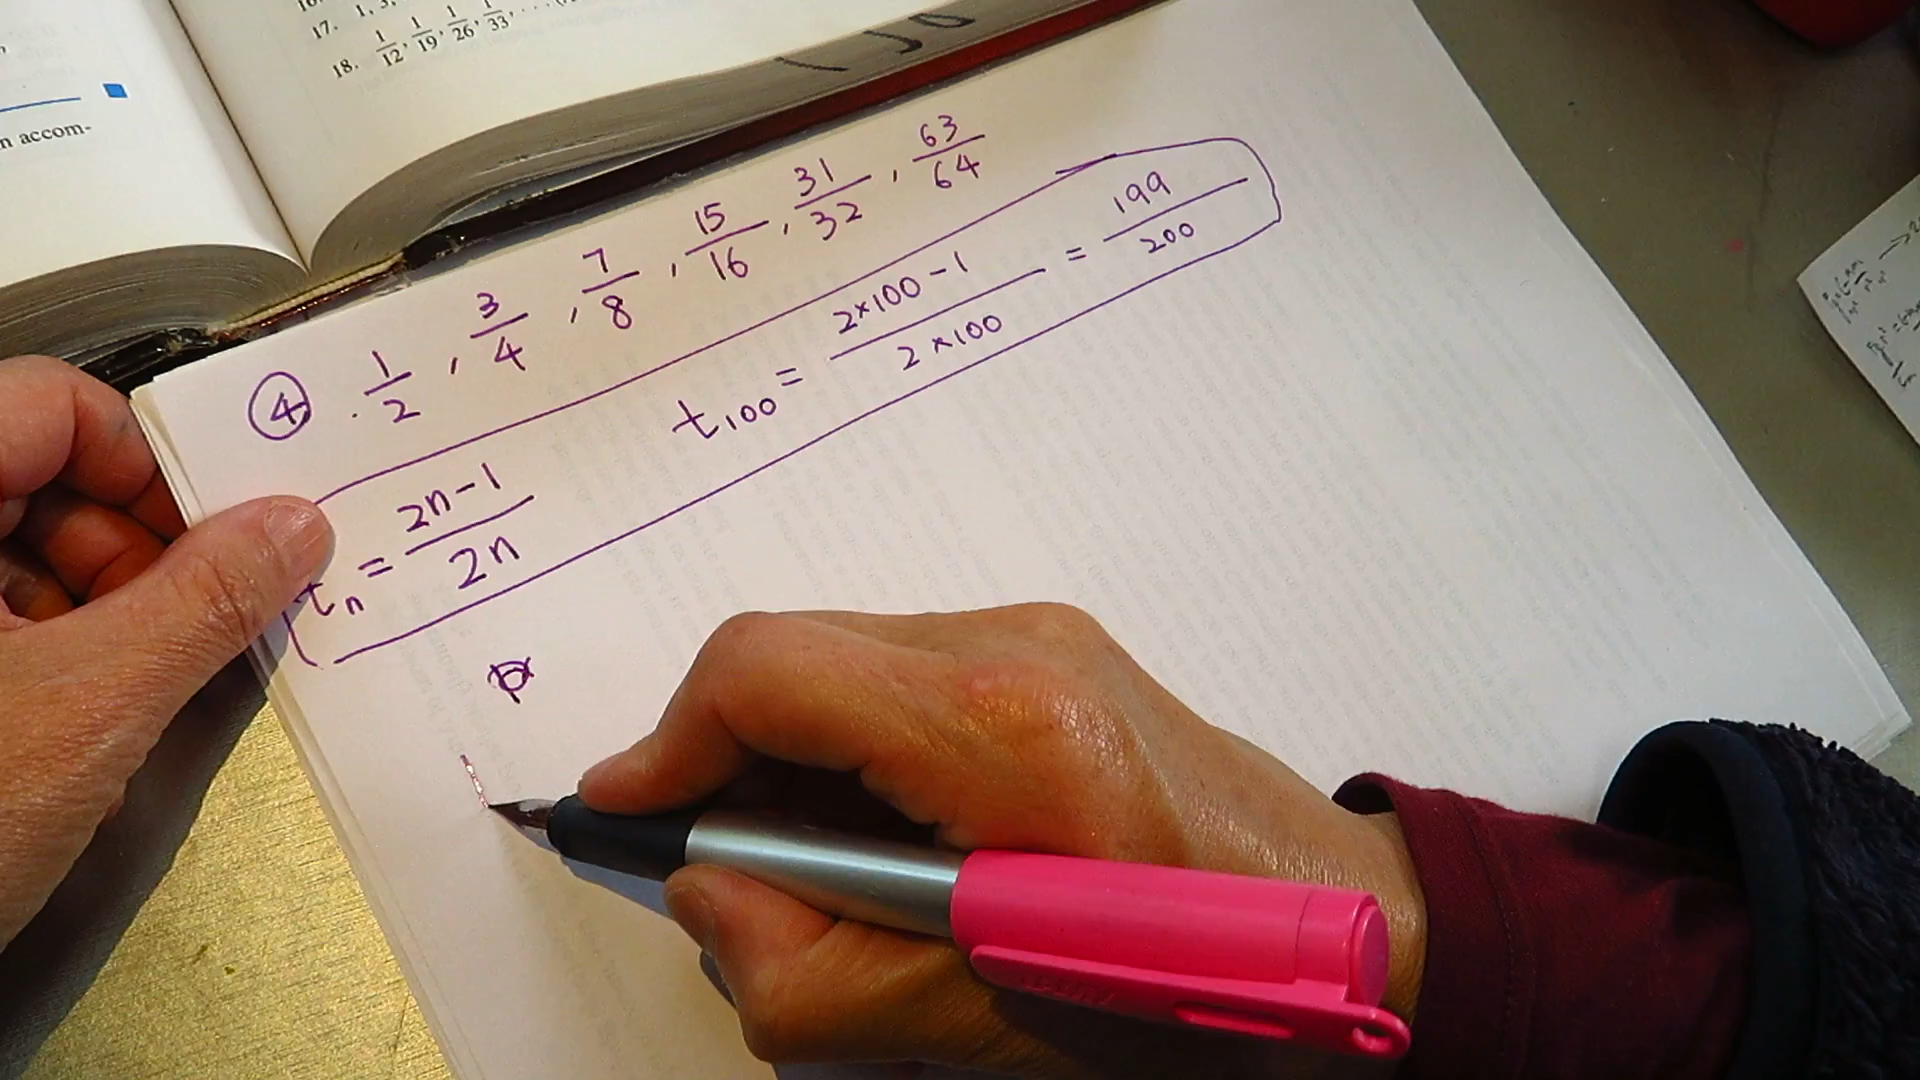 17. 1, 3,
18. 1/12, 1/19, 1/26, 1/33, . . .
n accom-
④ . 1/2 , 3/4 , 7/8 , 15/16 , 31/32 , 63/64
t₁₀₀ = (2×100-1)/(2×100) = 199/200
tₙ = (2n-1)/(2n)